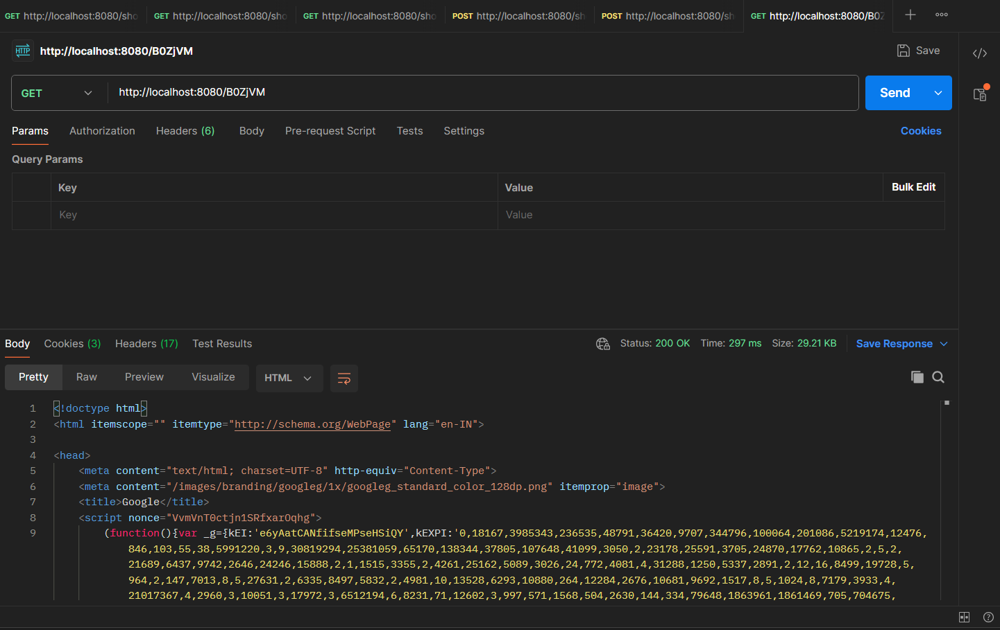 GET http://localhost:8080/sho GET http://localhost:8080/sho GET http://localhost:8080/sho POST http://localhost:8080/sh POST http://localhost:8080/sh GET http://localhost:8080/B0Z
HTTP http://localhost:8080/B0ZjVM Save
GET http://localhost:8080/B0ZjVM Send
Params Authorization Headers (6) Body Pre-request Script Tests Settings Cookies
Query Params
Key Value Bulk Edit
Key Value
Body Cookies (3) Headers (17) Test Results Status: 200 OK Time: 297 ms Size: 29.21 KB Save Response
Pretty Raw Preview Visualize HTML
1 <!doctype html>
2 <html itemscope="" itemtype="http://schema.org/WebPage" lang="en-IN">
3
4 <head>
5 <meta content="text/html; charset=UTF-8" http-equiv="Content-Type">
6 <meta content="/images/branding/googleg/1x/googleg_standard_color_128dp.png" itemprop="image">
7 <title>Google</title>
8 <script nonce="VvmVnT0ctjn1SRfxarOqhg">
9 (function(){var _g={kEI:'e6yAatCANfifseMPseHSiQY',kEXPI:'0,18167,3985343,236535,48791,36420,9707,344796,100064,201086,5219174,12476,
846,103,55,38,5991220,3,9,30819294,25381059,65170,138344,37805,107648,41099,3050,2,23178,25591,3705,24870,17762,10865,2,5,2,
21689,6437,9742,2646,24246,15888,2,1,1515,3355,2,4261,25162,5089,3026,24,772,4081,4,31288,1250,5337,2891,2,12,16,8499,19728,5,
964,2,147,7013,8,5,27631,2,6335,8497,5832,2,4981,10,13528,6293,10880,264,12284,2676,10681,9692,1517,8,5,1024,8,7179,3933,4,
21017367,4,2960,3,10051,3,17972,3,6512194,6,8231,71,12602,3,997,571,1568,504,2630,144,334,79648,1863961,1861469,705,704675,